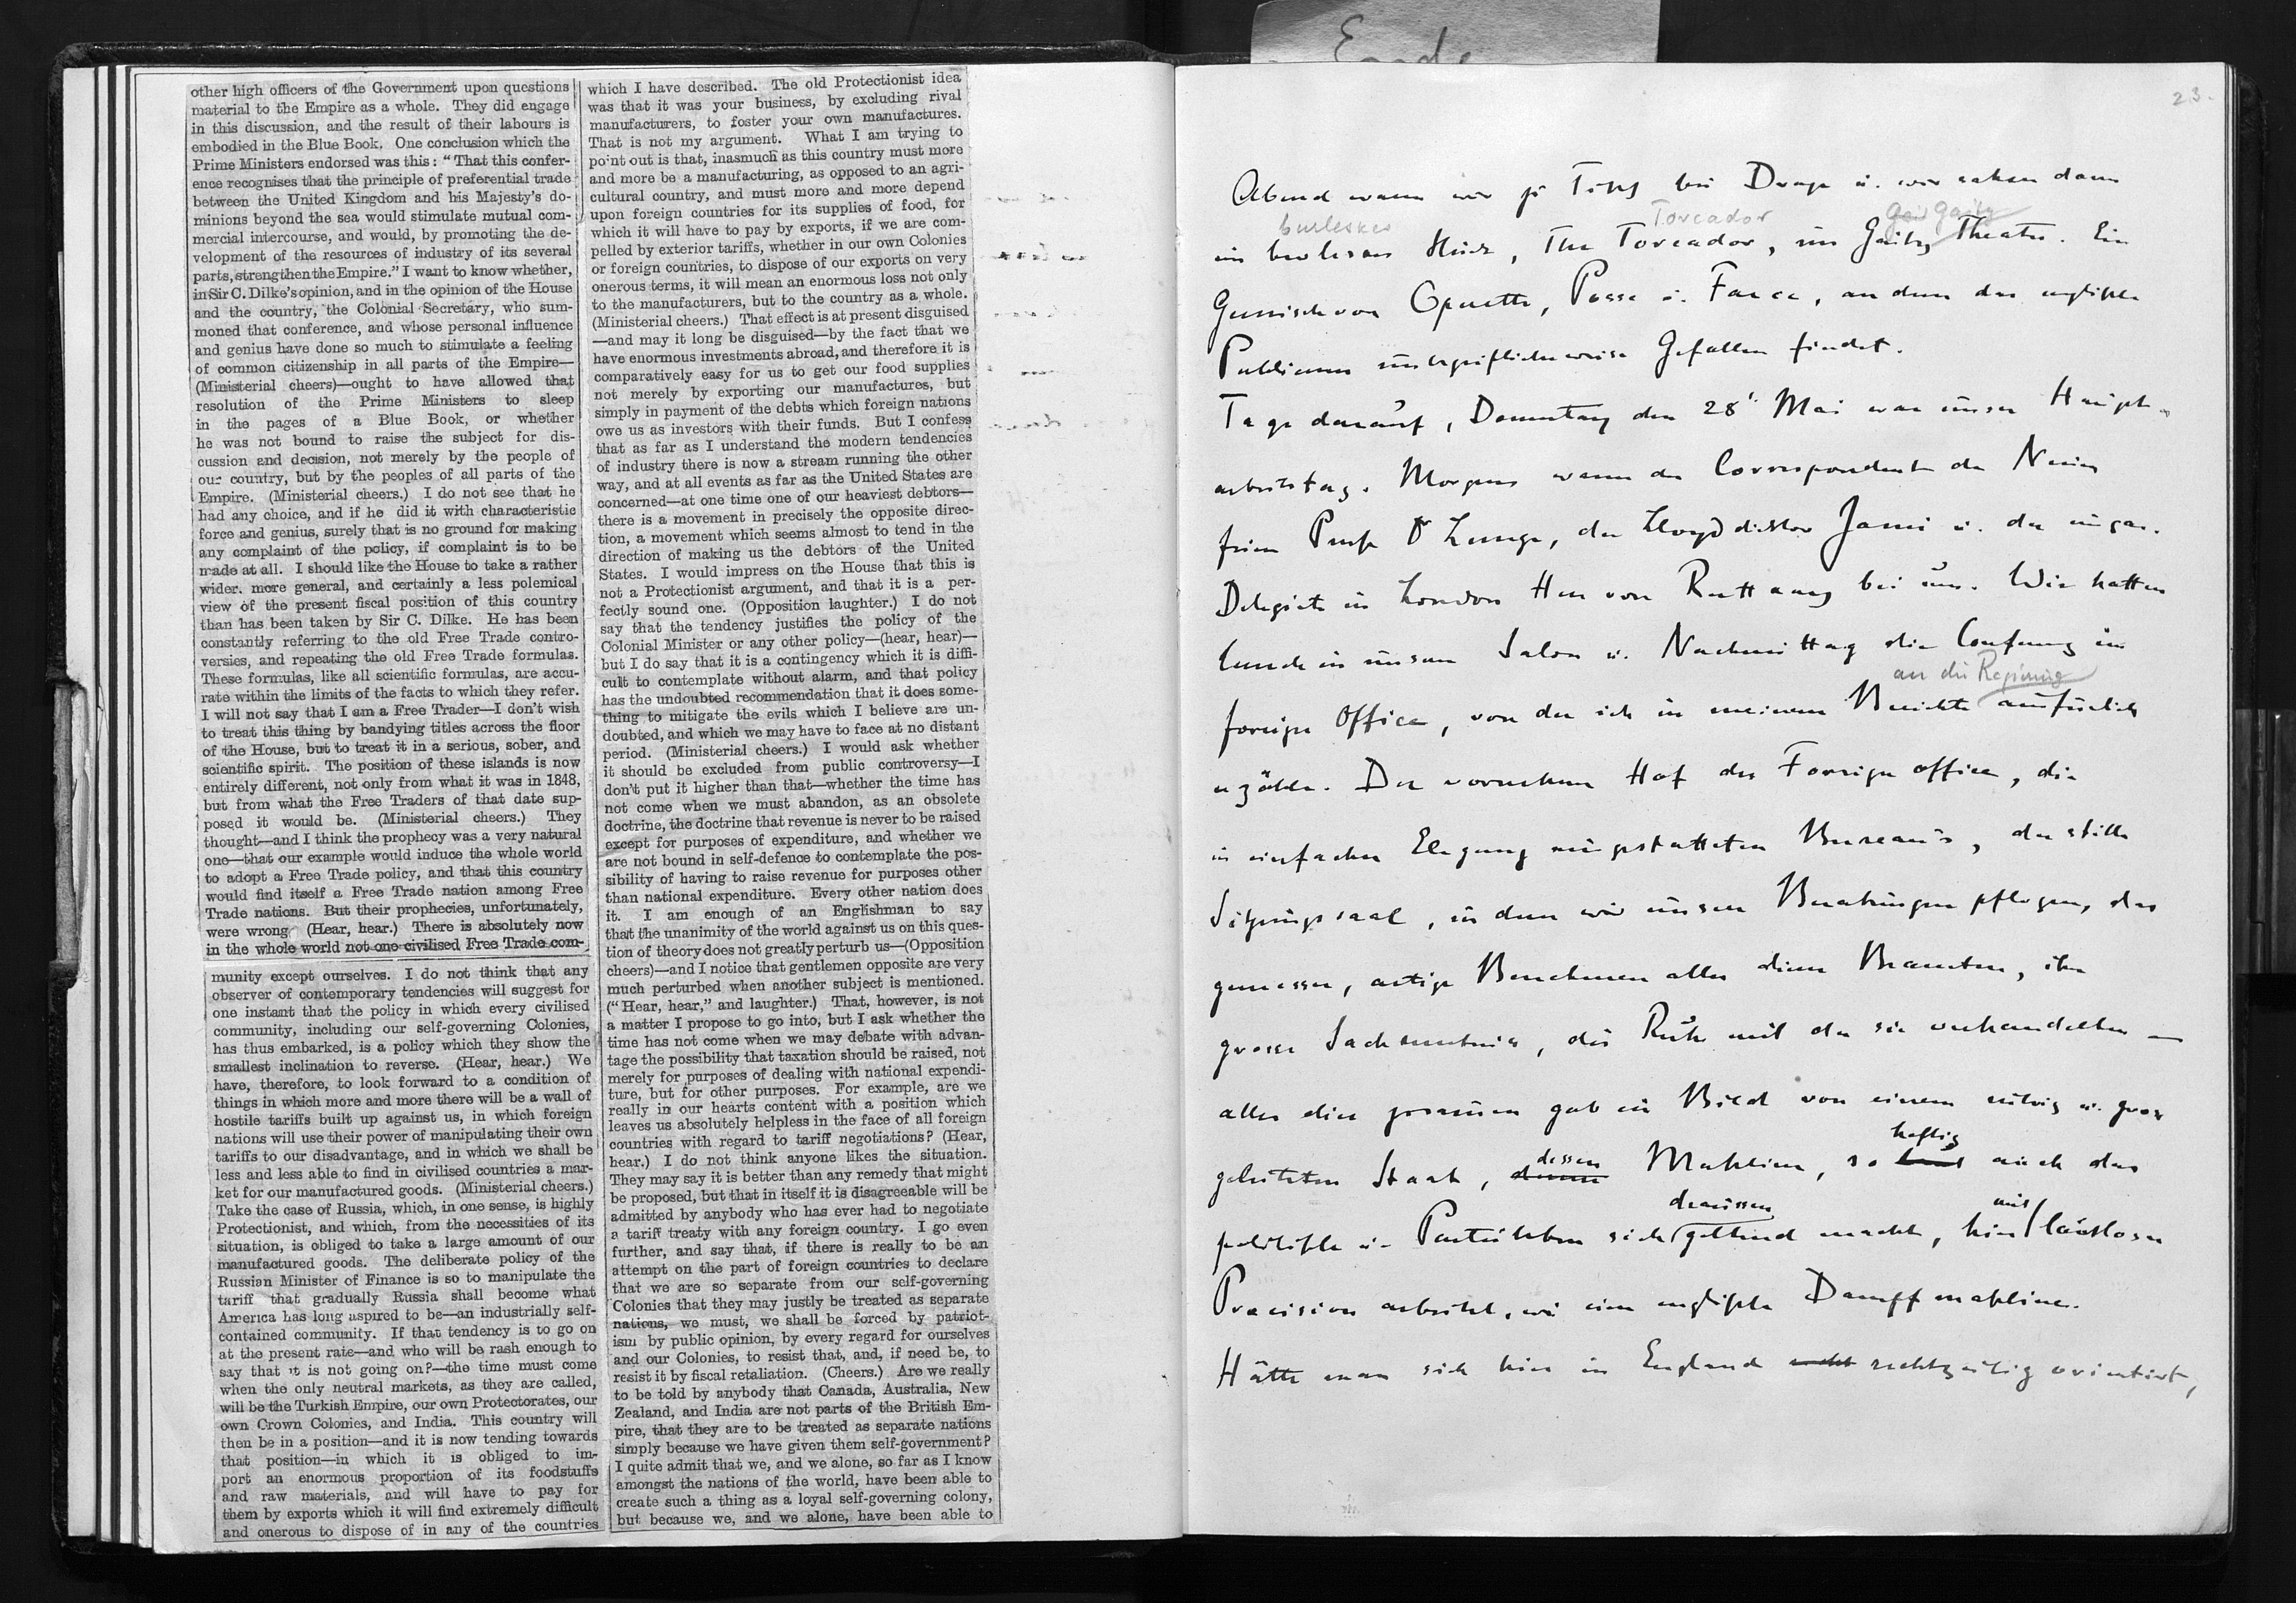 other high officers of the Government upon questions
material to the Empire as a whole. They did engage
in this discussion, and the result of their labours is
embodied in the Blue Book. One conclusion which the
Prime Ministers endorsed was this: "That this confer-
ence recognises that the principle of preferential trade
between the United Kingdom and his Majesty's do-
minions beyond the sea would stimulate mutual com-
mercial intercourse, and would, by promoting the de-
velopment of the resources of industry of its several
parts, strengthen the Empire." I want to know whether,
in Sir C. Dilke's opinion, and in the opinion of the House
and the country, the Colonial Secretary, who sum-
moned that conference, and whose personal influence
and genius have done so much to stimulate a feeling
of common citizenship in all parts of the Empire—
(Ministerial cheers)—ought to have allowed that
resolution of the Prime Ministers to sleep
in the pages of a Blue Book, or whether
he was not bound to raise the subject for dis-
cussion and decision, not merely by the people of
our country, but by the peoples of all parts of the
Empire. (Ministerial cheers.) I do not see that he
had any choice, and if he did it with characteristic
force and genius, surely that is no ground for making
any complaint of the policy, if complaint is to be
made at all. I should like the House to take a rather
wider, more general, and certainly a less polemical
view of the present fiscal position of this country
than has been taken by Sir C. Dilke. He has been
constantly referring to the old Free Trade contro-
versies, and repeating the old Free Trade formulas.
These formulas, like all scientific formulas, are accu-
rate within the limits of the facts to which they refer.
I will not say that I am a Free Trader—I don't wish
to treat this thing by bandying titles across the floor
of the House, but to treat it in a serious, sober, and
scientific spirit. The position of these islands is now
entirely different, not only from what it was in 1848,
but from what the Free Traders of that date sup-
posed it would be. (Ministerial cheers.) They
thought—and I think the prophecy was a very natural
one—that our example would induce the whole world
to adopt a Free Trade policy, and that this country
would find itself a Free Trade nation among Free
Trade nations. But their prophecies, unfortunately,
were wrong (Hear, hear.) There is absolutely now
in the whole world not one civilised Free Trade com-
munity except ourselves. I do not think that any
observer of contemporary tendencies will suggest for
one instant that the policy in which every civilised
community, including our self-governing Colonies,
has thus embarked, is a policy which they show the
smallest inclination to reverse. (Hear, hear.) We
have, therefore, to look forward to a condition of
things in which more and more there will be a wall of
hostile tariffs built up against us, in which foreign
nations will use their power of manipulating their own
tariffs to our disadvantage, and in which we shall be
less and less able to find in civilised countries a mar-
ket for our manufactured goods. (Ministerial cheers.)
Take the case of Russia, which, in one sense, is highly
Protectionist, and which, from the necessities of its
situation, is obliged to take a large amount of our
manufactured goods. The deliberate policy of the
Russian Minister of Finance is so to manipulate the
tariff that gradually Russia shall become what
America has long aspired to be—an industrially self-
contained community. If that tendency is to go on
at the present rate—and who will be rash enough to
say that it is not going on?—the time must come
when the only neutral markets, as they are called,
will be the Turkish Empire, our own Protectorates, our
own Crown Colonies, and India. This country will
then be in a position—and it is now tending towards
that position—in which it is obliged to im-
port an enormous proportion of its foodstuffs
and raw materials, and will have to pay for
them by exports which it will find extremely difficult
and onerous to dispose of in any of the countries
which I have described. The old Protectionist idea
was that it was your business, by excluding rival
manufacturers, to foster your own manufactures.
That is not my argument. What I am trying to
point out is that, inasmuch as this country must more
and more be a manufacturing, as opposed to an agri-
cultural country, and must more and more depend
upon foreign countries for its supplies of food, for
which it will have to pay by exports, if we are com-
pelled by exterior tariffs, whether in our own Colonies
or foreign countries, to dispose of our exports on very
onerous terms, it will mean an enormous loss not only
to the manufacturers, but to the country as a whole.
(Ministerial cheers.) That effect is at present disguised
—and may it long be disguised—by the fact that we
have enormous investments abroad, and therefore it is
comparatively easy for us to get our food supplies
not merely by exporting our manufactures, but
simply in payment of the debts which foreign nations
owe us as investors with their funds. But I confess
that as far as I understand the modern tendencies
of industry there is now a stream running the other
way, and at all events as far as the United States are
concerned—at one time one of our heaviest debtors—
there is a movement in precisely the opposite direc-
tion, a movement which seems almost to tend in the
direction of making us the debtors of the United
States. I would impress on the House that this is
not a Protectionist argument, and that it is a per-
fectly sound one. (Opposition laughter.) I do not
say that the tendency justifies the policy of the
Colonial Minister or any other policy—(hear, hear)—
but I do say that it is a contingency which it is diffi-
cult to contemplate without alarm, and that policy
has the undoubted recommendation that it does some-
thing to mitigate the evils which I believe are un-
doubted, and which we may have to face at no distant
period. (Ministerial cheers.) I would ask whether
it should be excluded from public controversy—I
don't put it higher than that—whether the time has
not come when we must abandon, as an obsolete
doctrine, the doctrine that revenue is never to be raised
except for purposes of expenditure, and whether we
are not bound in self-defence to contemplate the pos-
sibility of having to raise revenue for purposes other
than national expenditure. Every other nation does
it. I am enough of an Englishman to say
that the unanimity of the world against us on this ques-
tion of theory does not greatly perturb us—(Opposition
cheers)—and I notice that gentlemen opposite are very
much perturbed when another subject is mentioned.
("Hear, hear," and laughter.) That, however, is not
a matter I propose to go into, but I ask whether the
time has not come when we may debate with advan-
tage the possibility that taxation should be raised, not
merely for purposes of dealing with national expendi-
ture, but for other purposes. For example, are we
really in our hearts content with a position which
leaves us absolutely helpless in the face of all foreign
countries with regard to tariff negotiations? (Hear,
hear.) I do not think anyone likes the situation.
They may say it is better than any remedy that might
be proposed, but that in itself it is disagreeable will be
admitted by anybody who has ever had to negotiate
a tariff treaty with any foreign country. I go even
further, and say that, if there is really to be an
attempt on the part of foreign countries to declare
that we are so separate from our self-governing
Colonies that they may justly be treated as separate
nations, we must, we shall be forced by patriot-
ism by public opinion, by every regard for ourselves
and our Colonies, to resist that, and, if need be, to
resist it by fiscal retaliation. (Cheers.) Are we really
to be told by anybody that Canada, Australia, New
Zealand, and India are not parts of the British Em-
pire, that they are to be treated as separate nations
simply because we have given them self-government?
I quite admit that we, and we alone, so far as I know
amongst the nations of the world, have been able to
create such a thing as a loyal self-governing colony,
but because we, and we alone, have been able to
Ende
23.
Abend waren wir zu Tisch bei u. wir sahen dann
burleskes Toreador Gaity
ein Stück, The Toreador, im Gaity Theatre. Ein
Gemisch von Operette, Posse u. Farce, an dem das englische
Publicum unbegreiflicherweise Gefallen findet.
Tage darauf, Donnerstag den 28' Mai war unser Haupt-
arbeitstag. Morgens waren der Correspondent der Neuen
freien Presse Dr Lunge, der Lloyddirektor u. der ungar.
Delegirte in London Herr von bei uns. Wir hatten
lunch in unserm Salon u. Nachmittag die Conferenz im
an die Regierung
foreign Office, von der ich in meinem Berichte ausfürlich
erzälte. Der vornehme Hof des Foreign office, die
in einfacher Eleganz ausgestatteten Bureau's, der stille
Sitzungssaal, in dem wir unsere Beratungen pflogen, das
gemessene, artige Benehmen aller dieser Beamten, ihre
grosse Sachkenntnis, die Ruhe mit der sie verhandelten —
alles dies zusammen gab ein Bild von einem ruhig u. gross
heftig
geleiteten Staat, dessen Maschine, so auch das
draussen mit
politische u. Parteileben sich geltend macht, hier lautloser
Praecision arbeitet, wie eine englische Dampfmaschine.
Hätte man sich hier in England nicht rechtzeitig orientirt,